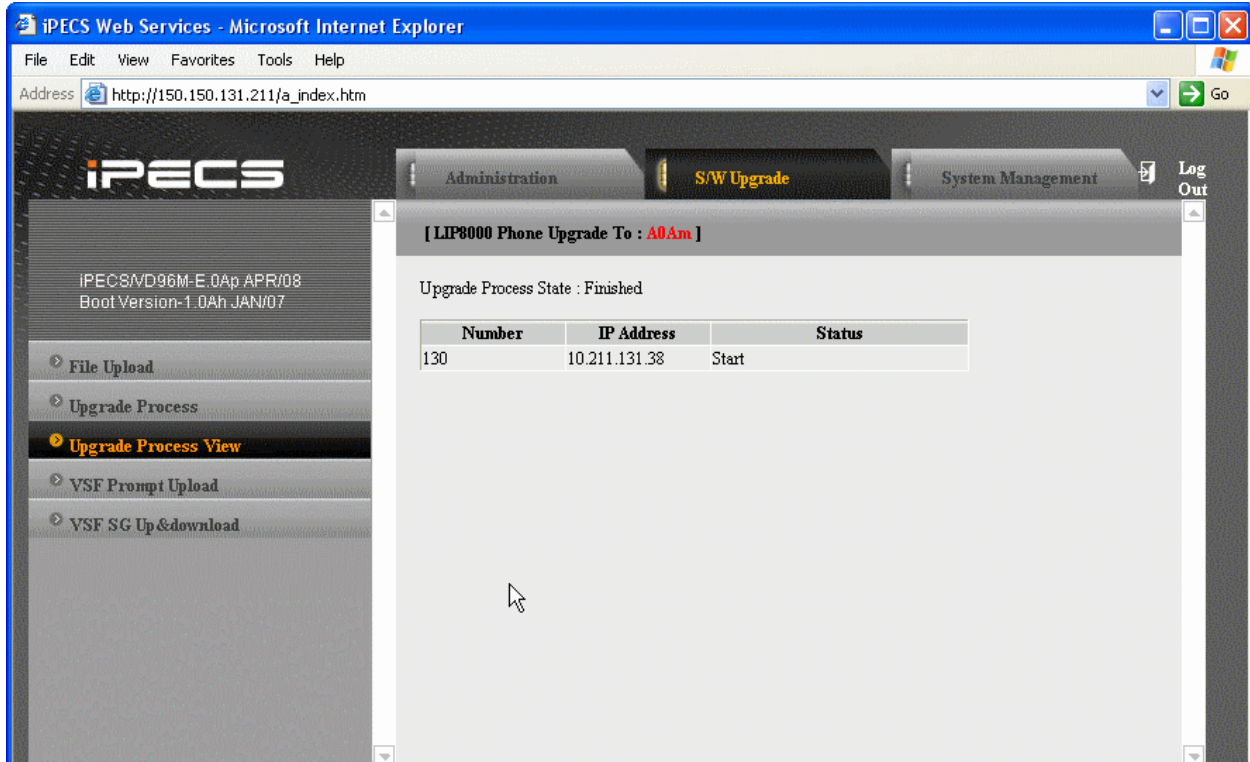 iPECS Web Services - Microsoft Internet Explorer
File Edit View Favorites Tools Help
Address http://150.150.131.211/a_index.htm Go
iPECS
Administration S/W Upgrade System Management Log
Out
[ LIP8000 Phone Upgrade To : A0Am ]
iPECS/VD96M-E.0Ap APR/08
Boot Version-1.0Ah JAN/07
Upgrade Process State : Finished
Number IP Address Status
130 10.211.131.38 Start
File Upload
Upgrade Process
Upgrade Process View
VSF Prompt Upload
VSF SG Up&download